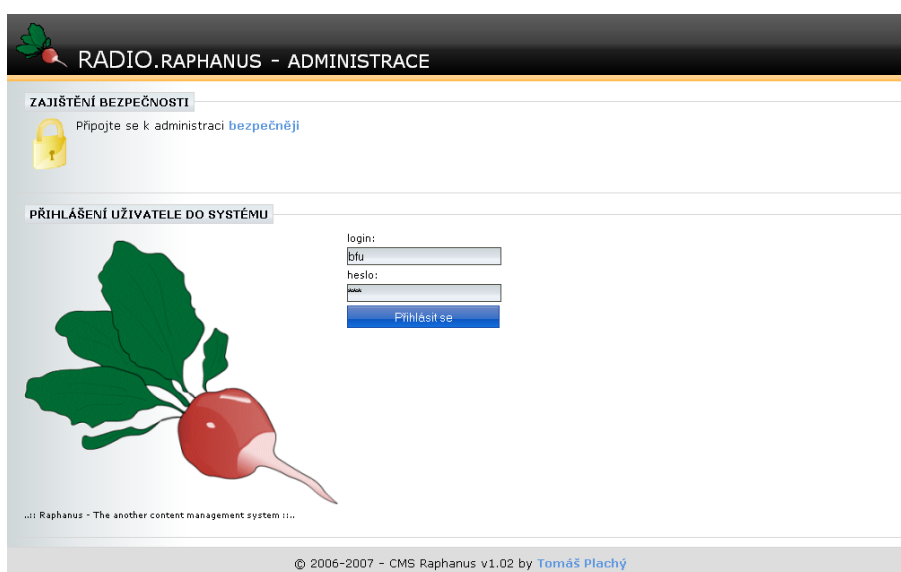 RADIO.RAPHANUS - ADMINISTRACE
ZAJIŠTĚNÍ BEZPEČNOSTI
Připojte se k administraci bezpečněji
PŘIHLÁŠENÍ UŽIVATELE DO SYSTÉMU
login:
bfu
heslo:
***
Přihlásit se
..:: Raphanus - The another content management system ::..
© 2006-2007 - CMS Raphanus v1.02 by Tomáš Plachý